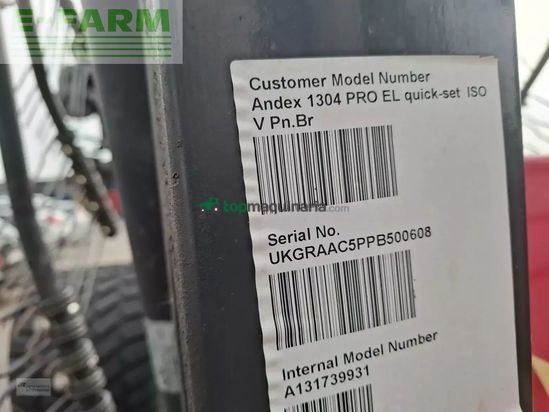 E-FARM
Customer Model Number
Andex 1304 PRO EL quick-set ISO
V Pn.Br
topmaquinaria.com
Serial No.
UKGRAAC5PPB500608
Internal Model Number
A131739931